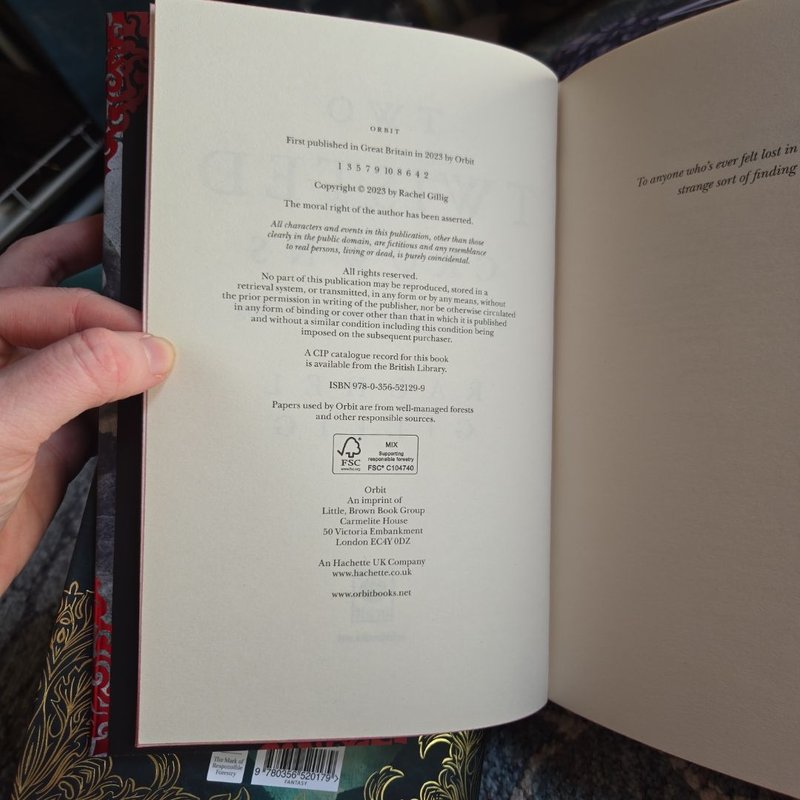 ORBIT
First published in Great Britain in 2023 by Orbit
1 3 5 7 9 10 8 6 4 2
Copyright © 2023 by Rachel Gillig
The moral right of the author has been asserted.
All characters and events in this publication, other than those
clearly in the public domain, are fictitious and any resemblance
to real persons, living or dead, is purely coincidental.
All rights reserved.
No part of this publication may be reproduced, stored in a
retrieval system, or transmitted, in any form or by any means, without
the prior permission in writing of the publisher, nor be otherwise circulated
in any form of binding or cover other than that in which it is published
and without a similar condition including this condition being
imposed on the subsequent purchaser.
A CIP catalogue record for this book
is available from the British Library.
ISBN 978-0-356-52129-9
Papers used by Orbit are from well-managed forests
and other responsible sources.
FSC
www.fsc.org
MIX
Supporting
responsible forestry
FSC® C104740
Orbit
An imprint of
Little, Brown Book Group
Carmelite House
50 Victoria Embankment
London EC4Y 0DZ
An Hachette UK Company
www.hachette.co.uk
www.orbitbooks.net
To anyone who's ever felt lost in
strange sort of finding
The Mark of
Responsible
Forestry
9 780356 520179 >
FANTASY